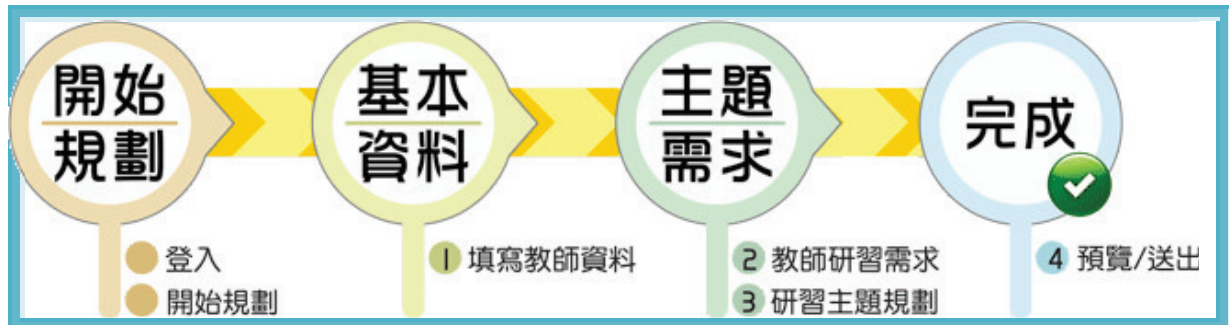 開始
規劃
登入
開始規劃
基本
資料
1 填寫教師資料
主題
需求
2 教師研習需求
3 研習主題規劃
完成
4 預覽/送出